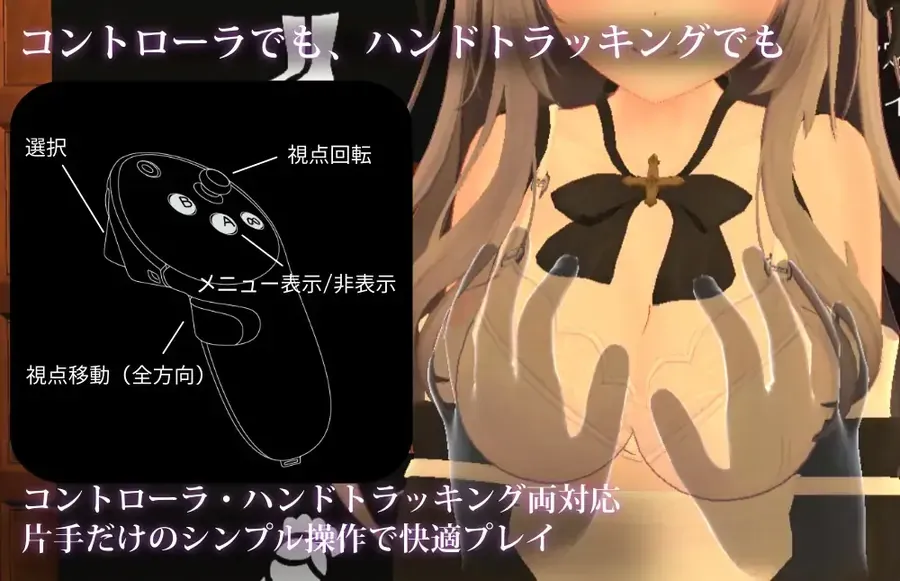 コントローラでも、ハンドトラッキングでも
選択
視点回転
B
A
メニュー表示/非表示
視点移動（全方向）
コントローラ・ハンドトラッキング両対応
片手だけのシンプル操作で快適プレイ